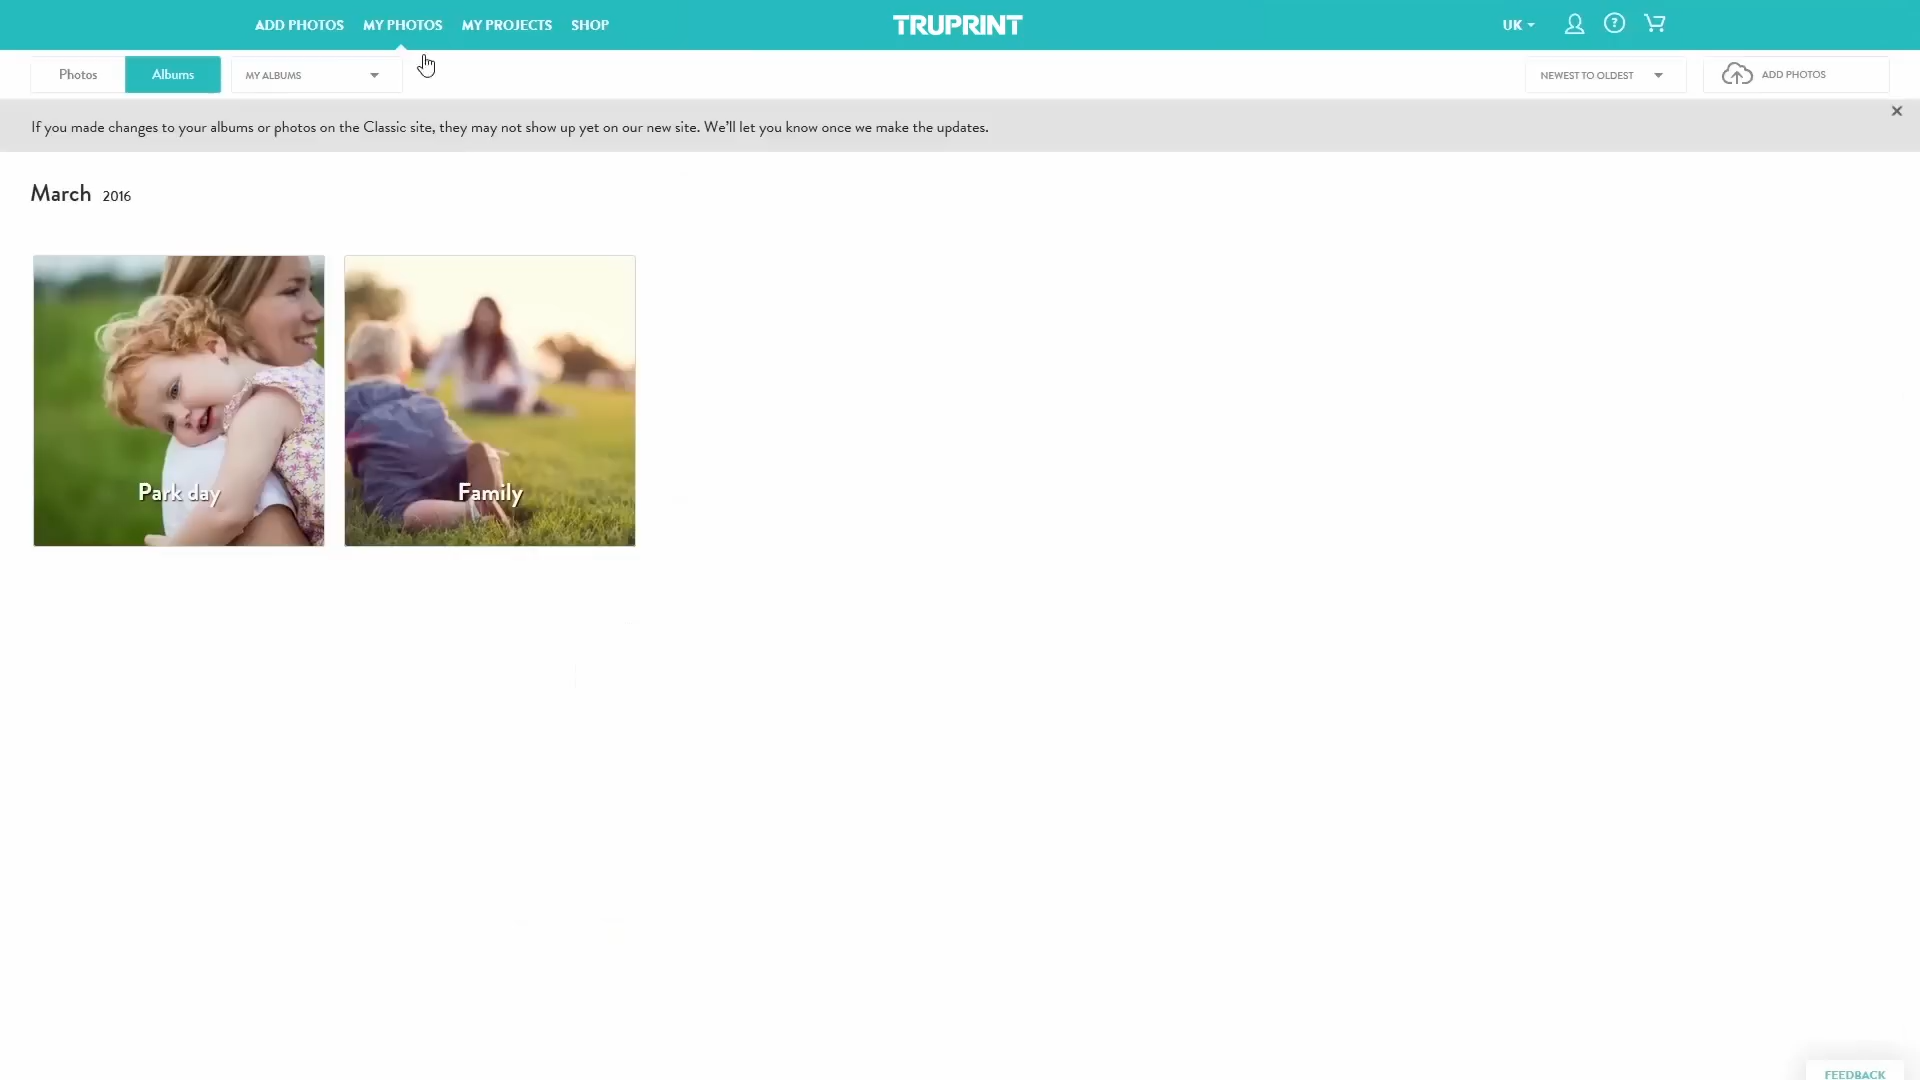 ADD PHOTOS MY PHOTOS MY PROJECTS SHOP TRUPRINT UK
Photos Albums MY ALBUMS NEWEST TO OLDEST ADD PHOTOS
If you made changes to your albums or photos on the Classic site, they may not show up yet on our new site. We'll let you know once we make the updates.
March 2016
Park day Family
FEEDBACK